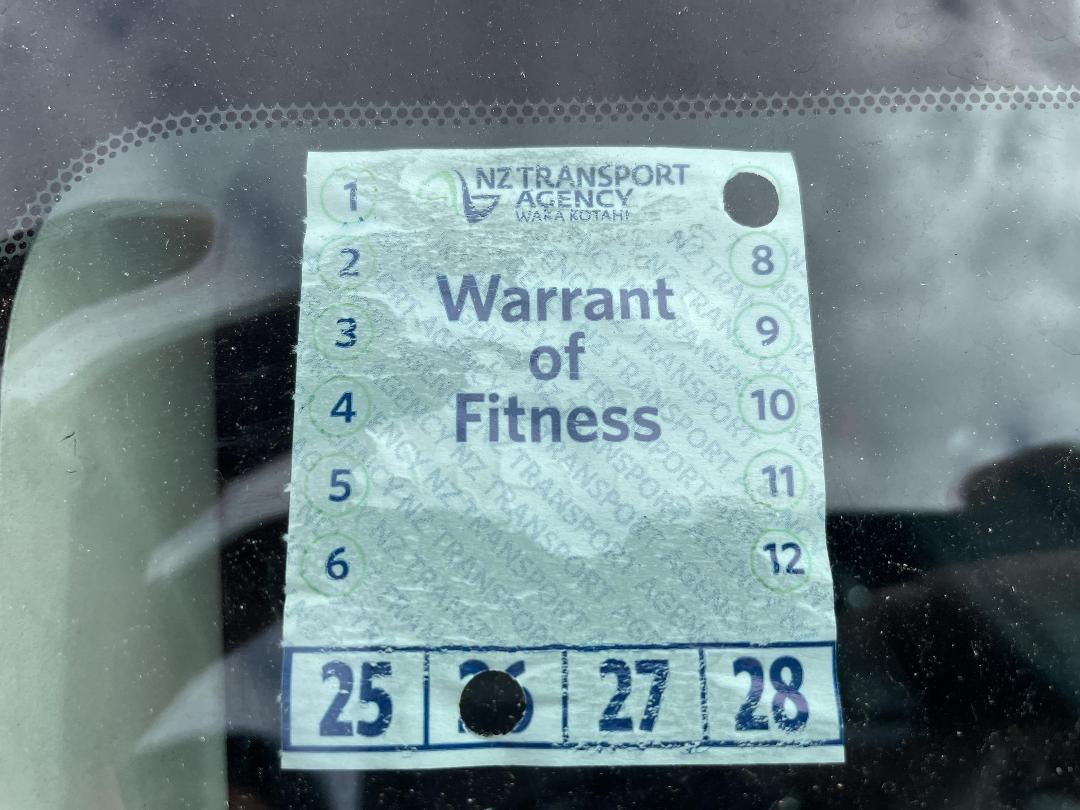 NZ TRANSPORT
AGENCY
WAKA KOTAHI
1
2
3
4
5
6
8
9
10
11
12
Warrant
of
Fitness
25
27
28